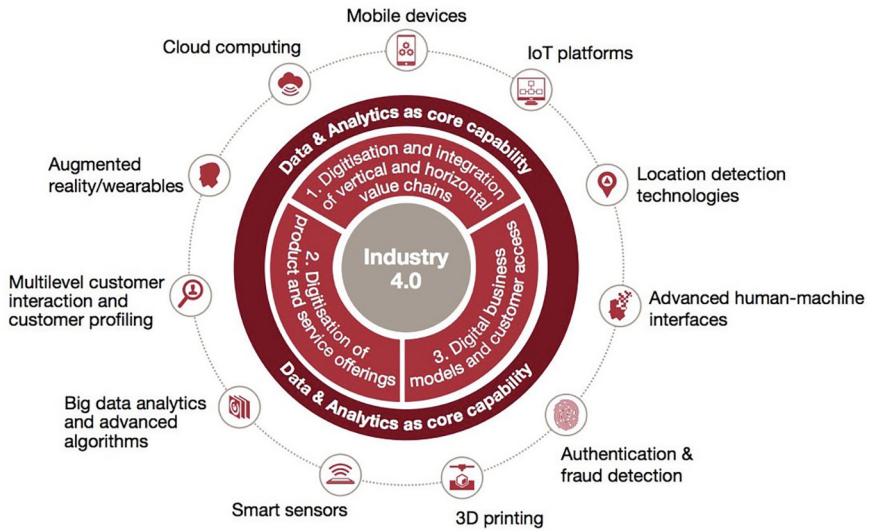 Mobile devices
Cloud computing
IoT platforms
Augmented
reality/wearables
Location detection
technologies
Multilevel customer
interaction and
customer profiling
Advanced human-machine
interfaces
Big data analytics
and advanced
algorithms
Authentication &
fraud detection
Smart sensors
3D printing
Data & Analytics as core capability
1. Digitisation and integration
of vertical and horizontal
value chains
Industry
4.0
2. Digitisation of
product and service offerings
3. Digital business
models and customer access
Data & Analytics as core capability